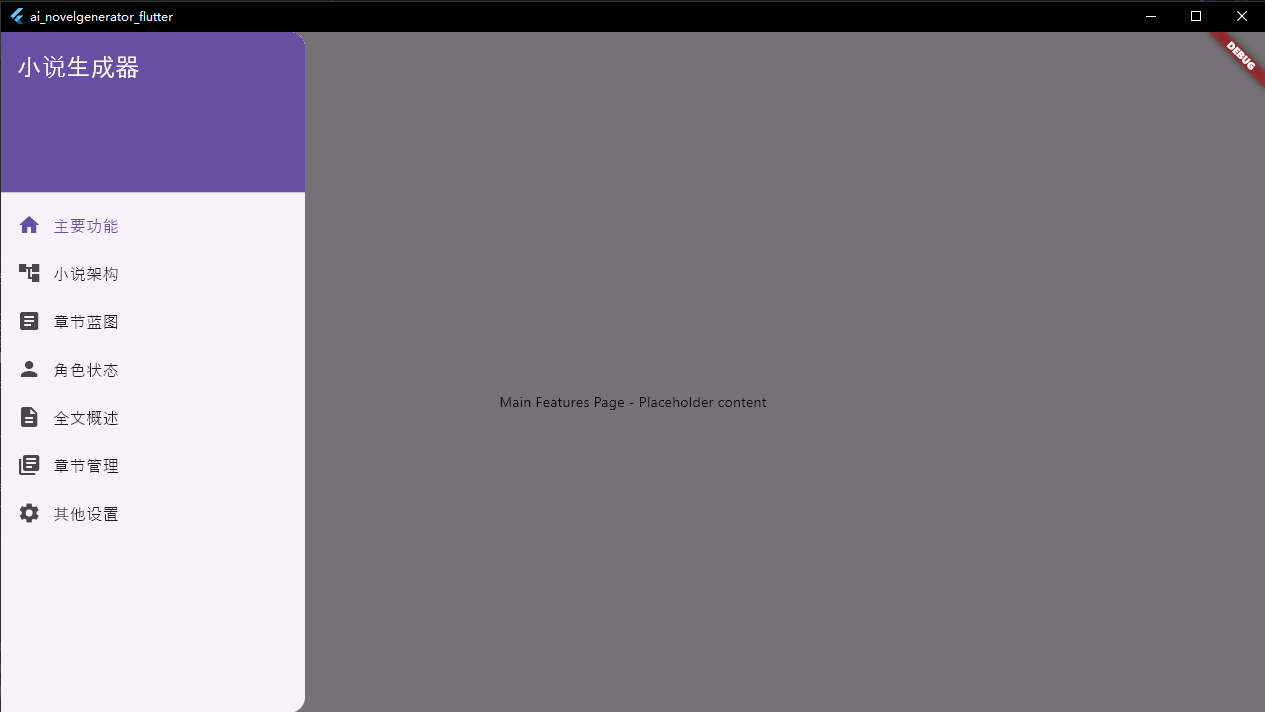 ai_novelgenerator_flutter
DEBUG
小说生成器
主要功能
小说架构
章节蓝图
角色状态
Main Features Page - Placeholder content
全文概述
章节管理
其他设置